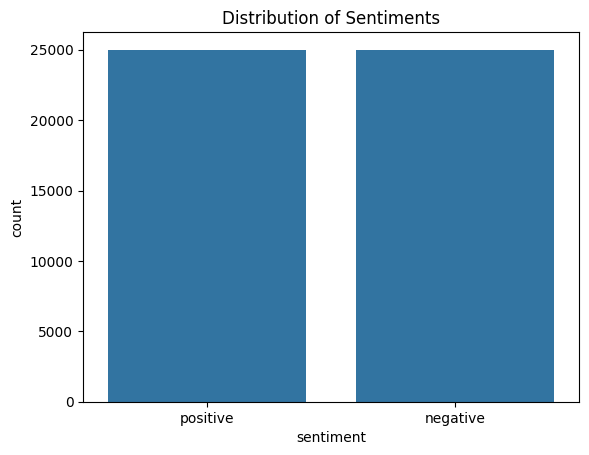 Distribution of Sentiments
25000
20000
15000
10000
5000
0
count
positive negative
sentiment